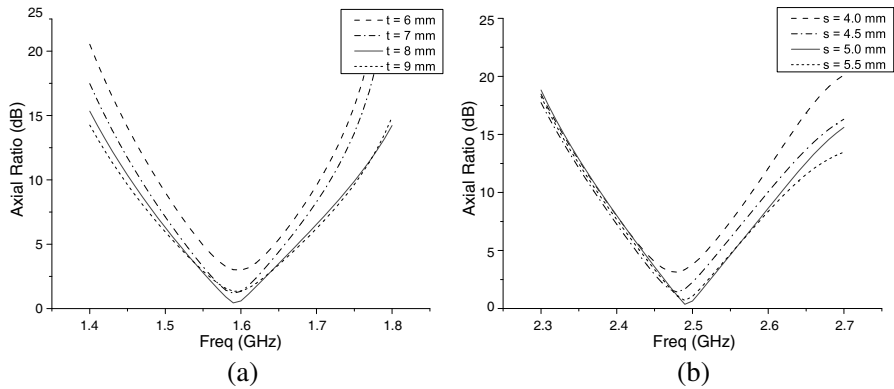 25
20
15
10
5
0
Axial Ratio (dB)
t = 6 mm
t = 7 mm
t = 8 mm
t = 9 mm
1.4
1.5
1.6
1.7
1.8
Freq (GHz)
(a)
25
20
15
10
5
0
Axial Ratio (dB)
s = 4.0 mm
s = 4.5 mm
s = 5.0 mm
s = 5.5 mm
2.3
2.4
2.5
2.6
2.7
Freq (GHz)
(b)